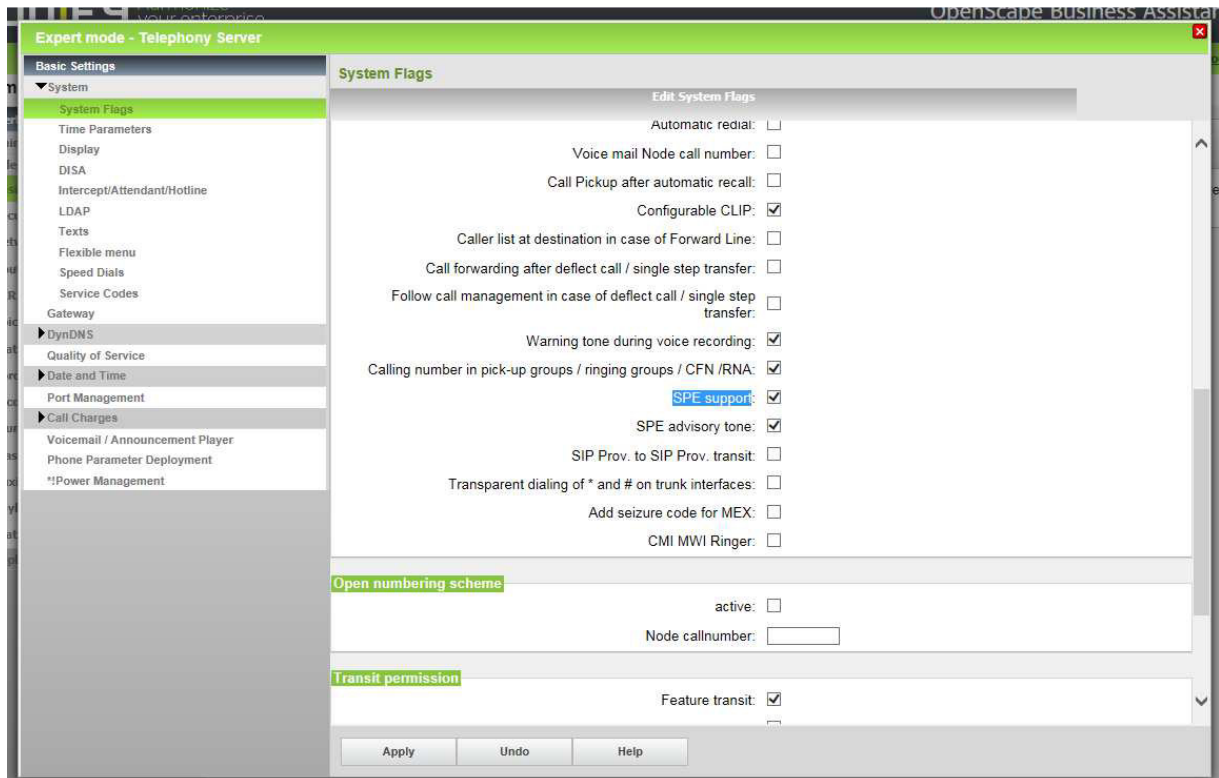 your enterprise
OpenScape Business Assistan
Expert mode - Telephony Server
Basic Settings
System
System Flags
Time Parameters
Display
DISA
Intercept/Attendant/Hotline
LDAP
Texts
Flexible menu
Speed Dials
Service Codes
Gateway
DynDNS
Quality of Service
Date and Time
Port Management
Call Charges
Voicemail / Announcement Player
Phone Parameter Deployment
*!Power Management
System Flags
Edit System Flags
Automatic redial:
Voice mail Node call number:
Call Pickup after automatic recall:
Configurable CLIP:
Caller list at destination in case of Forward Line:
Call forwarding after deflect call / single step transfer:
Follow call management in case of deflect call / single step
transfer:
Warning tone during voice recording:
Calling number in pick-up groups / ringing groups / CFN /RNA:
SPE support:
SPE advisory tone:
SIP Prov. to SIP Prov. transit:
Transparent dialing of * and # on trunk interfaces:
Add seizure code for MEX:
CMI MWI Ringer:
Open numbering scheme
active:
Node callnumber:
Transit permission
Feature transit:
Apply
Undo
Help